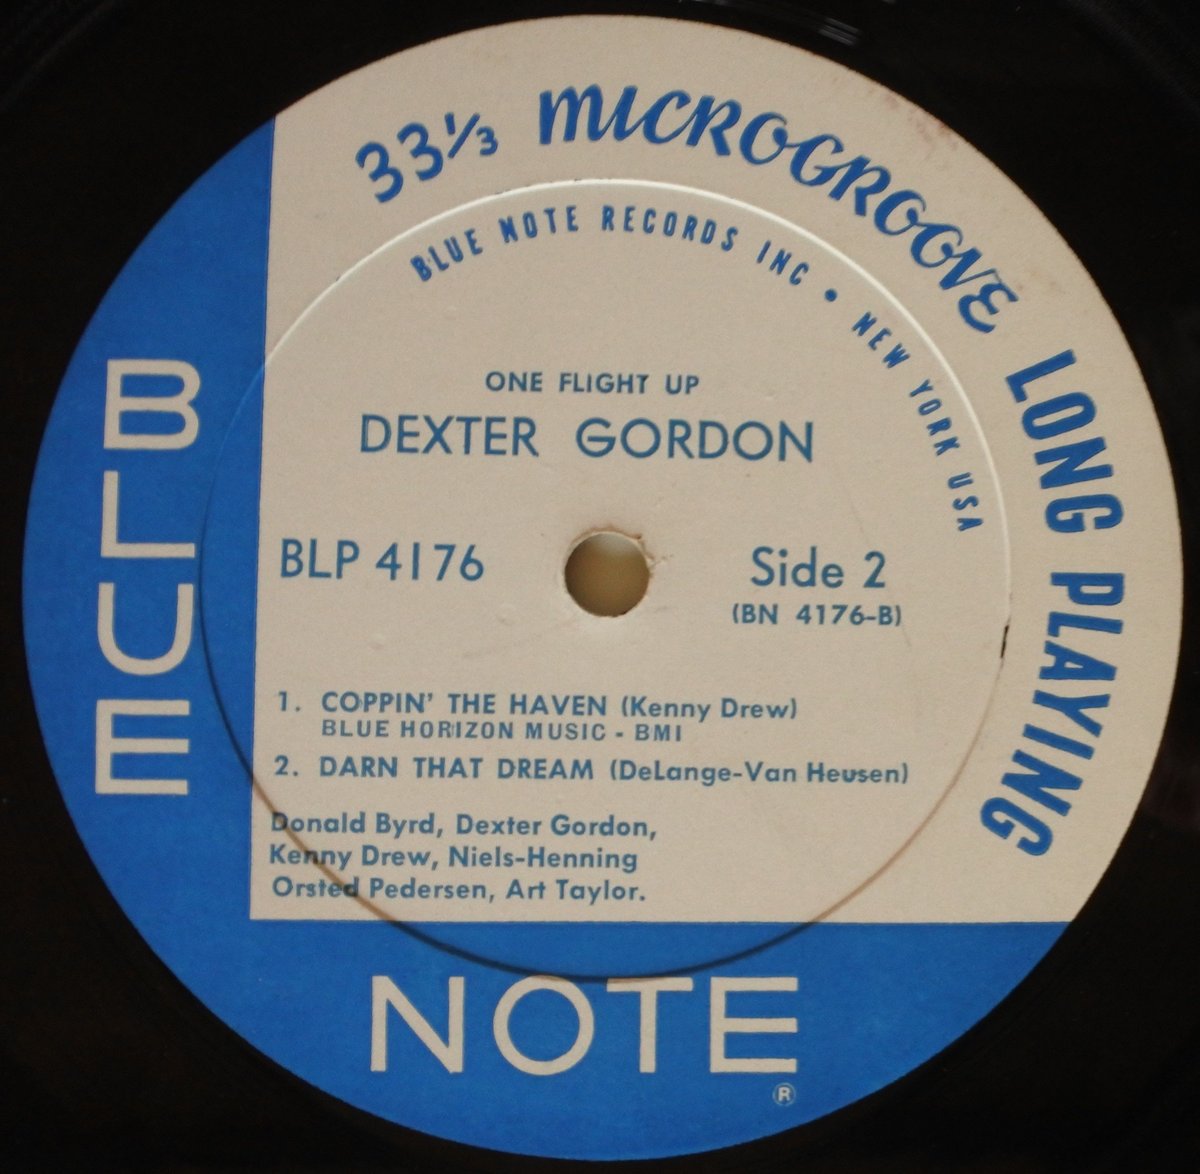 33⅓ MICROGROOVE LONG PLAYING
BLUE NOTE RECORDS INC • NEW YORK USA
ONE FLIGHT UP
DEXTER GORDON
BLP 4176
Side 2
(BN 4176-B)
1. COPPIN' THE HAVEN (Kenny Drew)
BLUE HORIZON MUSIC - BMI
2. DARN THAT DREAM (DeLange-Van Heusen)
Donald Byrd, Dexter Gordon,
Kenny Drew, Niels-Henning
Orsted Pedersen, Art Taylor.
BLUE
NOTE
®